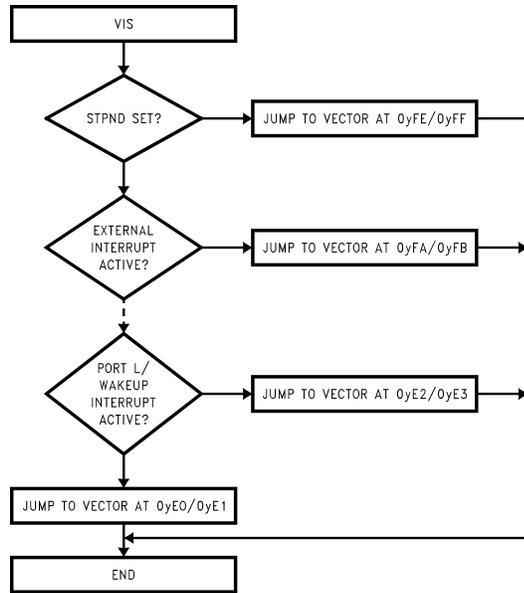 VIS
STPND SET?
JUMP TO VECTOR AT 0yFE/0yFF
EXTERNAL
INTERRUPT
ACTIVE?
JUMP TO VECTOR AT 0yFA/0yFB
PORT L/
WAKEUP
INTERRUPT
ACTIVE?
JUMP TO VECTOR AT 0yE2/0yE3
JUMP TO VECTOR AT 0yE0/0yE1
END